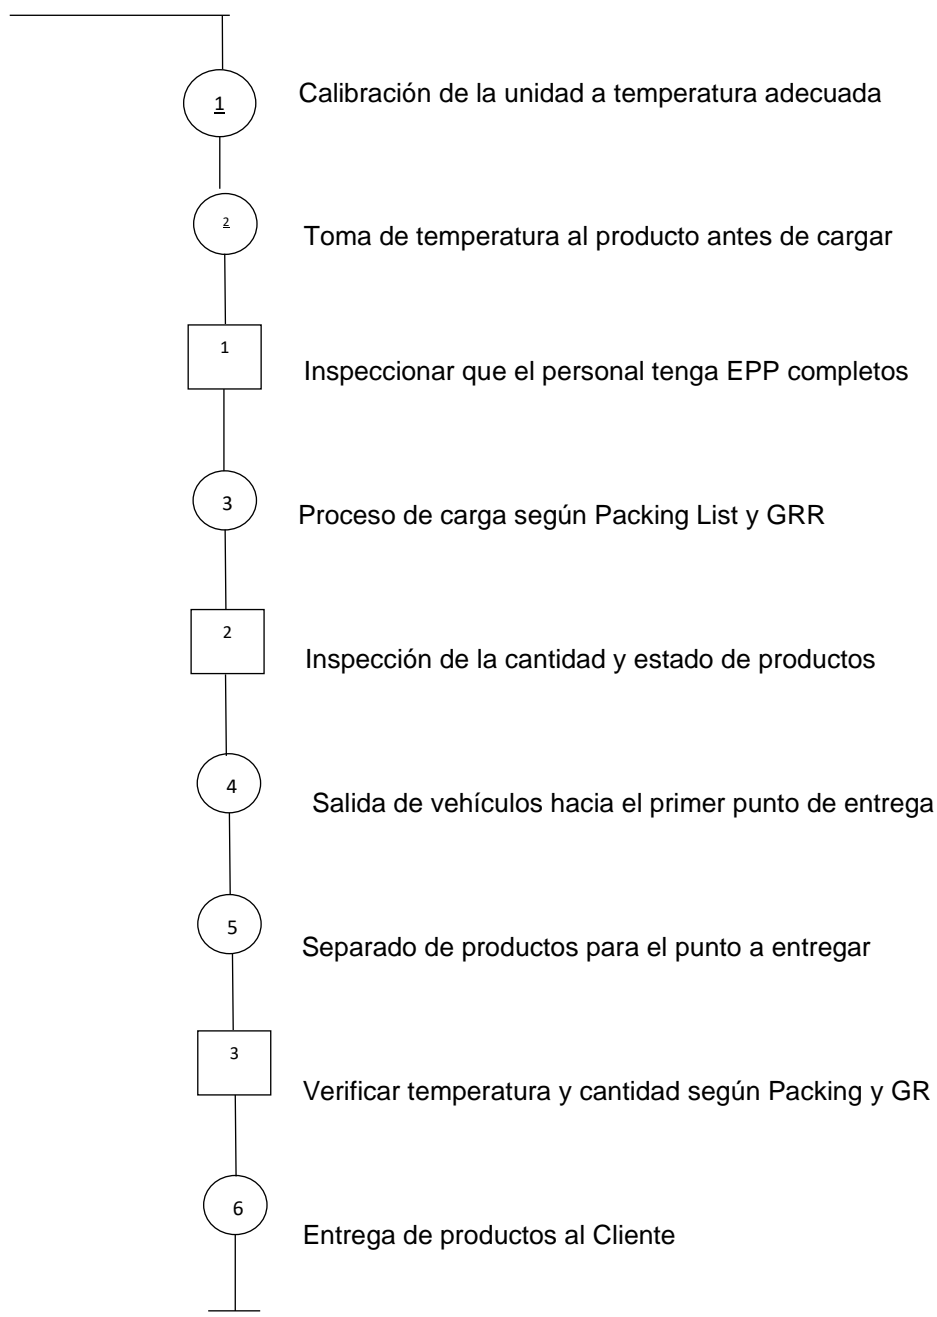 1
Calibración de la unidad a temperatura adecuada
2
Toma de temperatura al producto antes de cargar
1
Inspeccionar que el personal tenga EPP completos
3
Proceso de carga según Packing List y GRR
2
Inspección de la cantidad y estado de productos
4
Salida de vehículos hacia el primer punto de entrega
5
Separado de productos para el punto a entregar
3
Verificar temperatura y cantidad según Packing y GR
6
Entrega de productos al Cliente